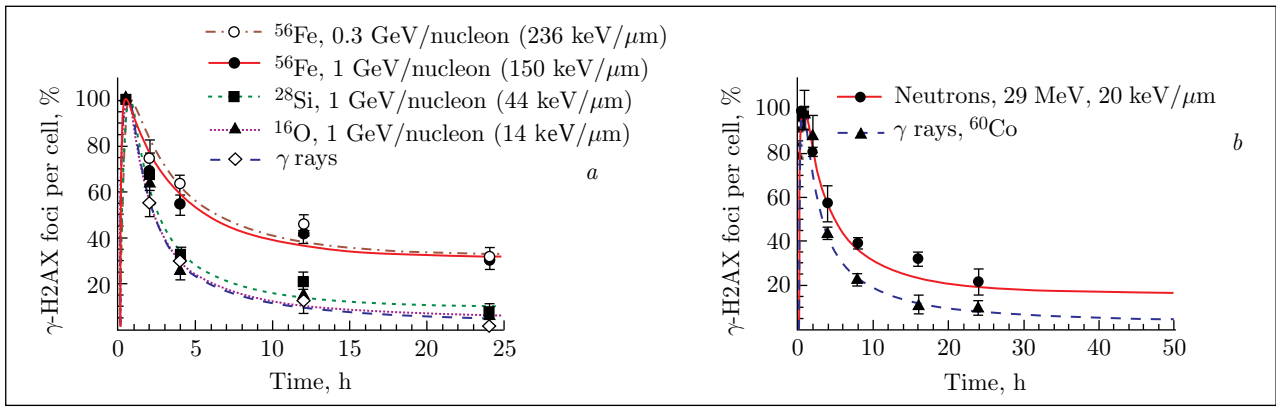 ⁵⁶Fe, 0.3 GeV/nucleon (236 keV/μm)
⁵⁶Fe, 1 GeV/nucleon (150 keV/μm)
²⁸Si, 1 GeV/nucleon (44 keV/μm)
¹⁶O, 1 GeV/nucleon (14 keV/μm)
γ rays
a
γ-H2AX foci per cell, %
100
80
60
40
20
0 5 10 15 20 25
Time, h
Neutrons, 29 MeV, 20 keV/μm
γ rays, ⁶⁰Co
b
γ-H2AX foci per cell, %
100
80
60
40
20
0 10 20 30 40 50
Time, h